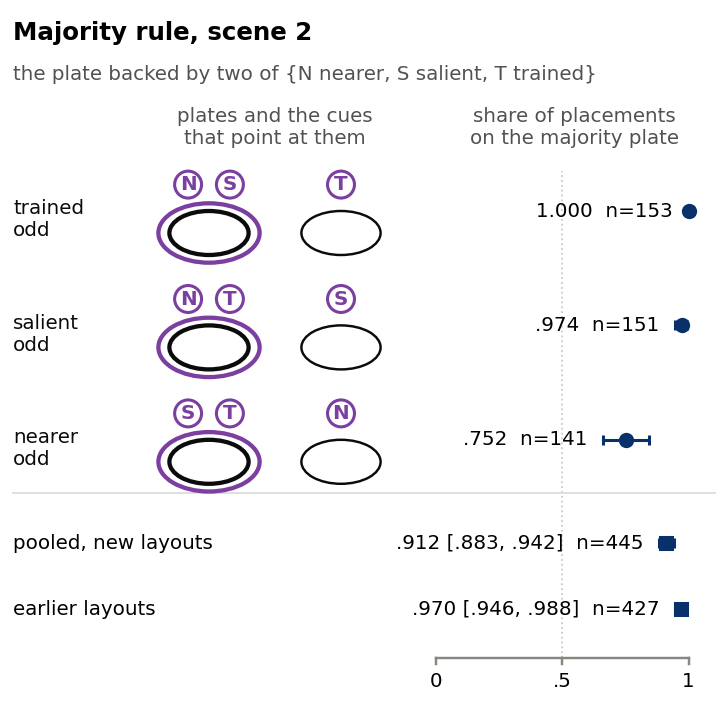 Majority rule, scene 2
the plate backed by two of {N nearer, S salient, T trained}
plates and the cues
that point at them
share of placements
on the majority plate
N S T
trained
odd
1.000 n=153
N T S
salient
odd
.974 n=151
S T N
nearer
odd
.752 n=141
pooled, new layouts
.912 [.883, .942] n=445
earlier layouts
.970 [.946, .988] n=427
0 .5 1